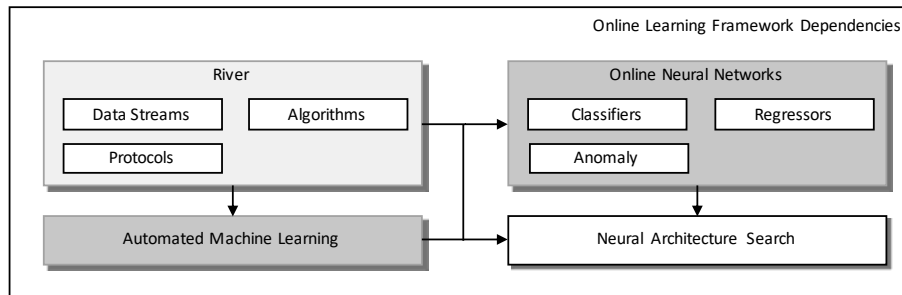 Online Learning Framework Dependencies
River
Data Streams
Algorithms
Protocols
Automated Machine Learning
Online Neural Networks
Classifiers
Regressors
Anomaly
Neural Architecture Search